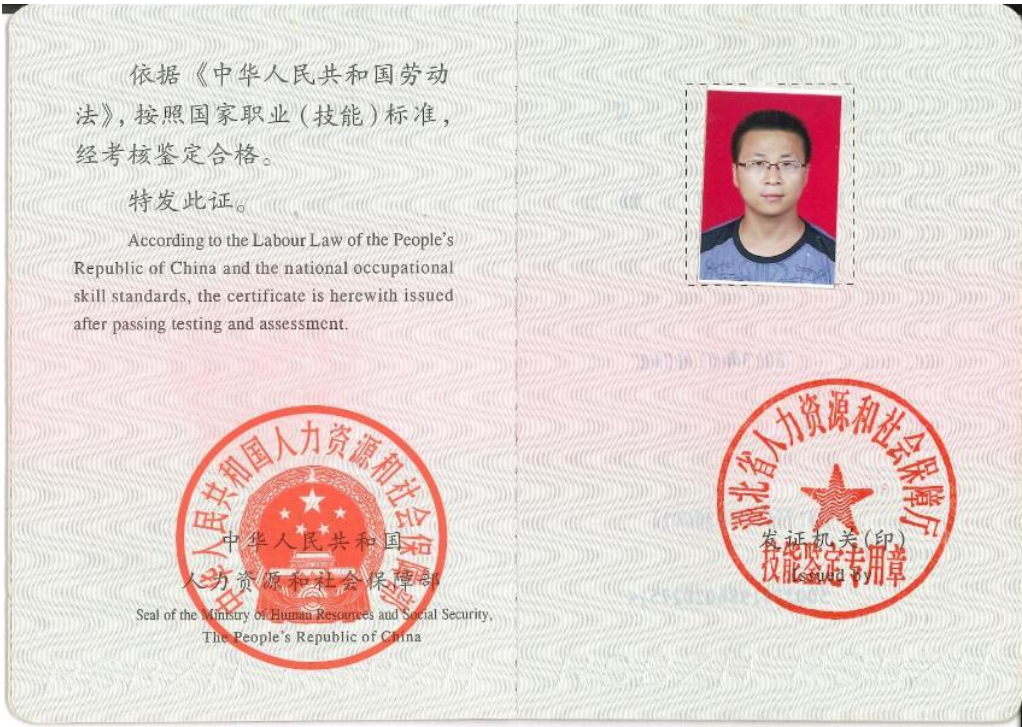 依据《中华人民共和国劳动
法》，按照国家职业（技能）标准，
经考核鉴定合格。
特发此证。
According to the Labour Law of the People's
Republic of China and the national occupational
skill standards, the certificate is herewith issued
after passing testing and assessment.
中华人民共和国人力资源和社会保障部
中华人民共和国
人力资源和社会保障部
Seal of the Ministry of Human Resources and Social Security,
The People's Republic of China
湖北省人力资源和社会保障厅
发证机关(印)
技能鉴定专用章
Issued by